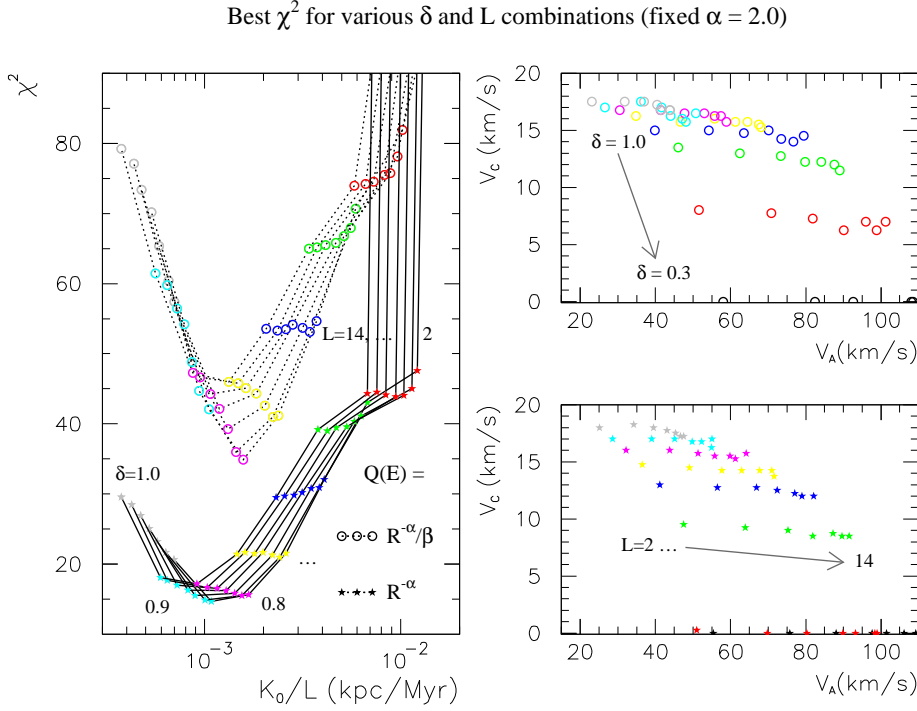 Best χ² for various δ and L combinations (fixed α = 2.0)
χ²
80
60
40
20
10⁻³
10⁻²
K₀/L (kpc/Myr)
L=14, ...
2
δ=1.0
0.9
0.8
...
Q(E) =
R⁻ᵅ/β
R⁻ᵅ
V_C (km/s)
20
15
10
5
0
δ = 1.0
δ = 0.3
20
40
60
80
100
V_A(km/s)
V_C (km/s)
20
15
10
5
0
L=2 ...
14
20
40
60
80
100
V_A(km/s)